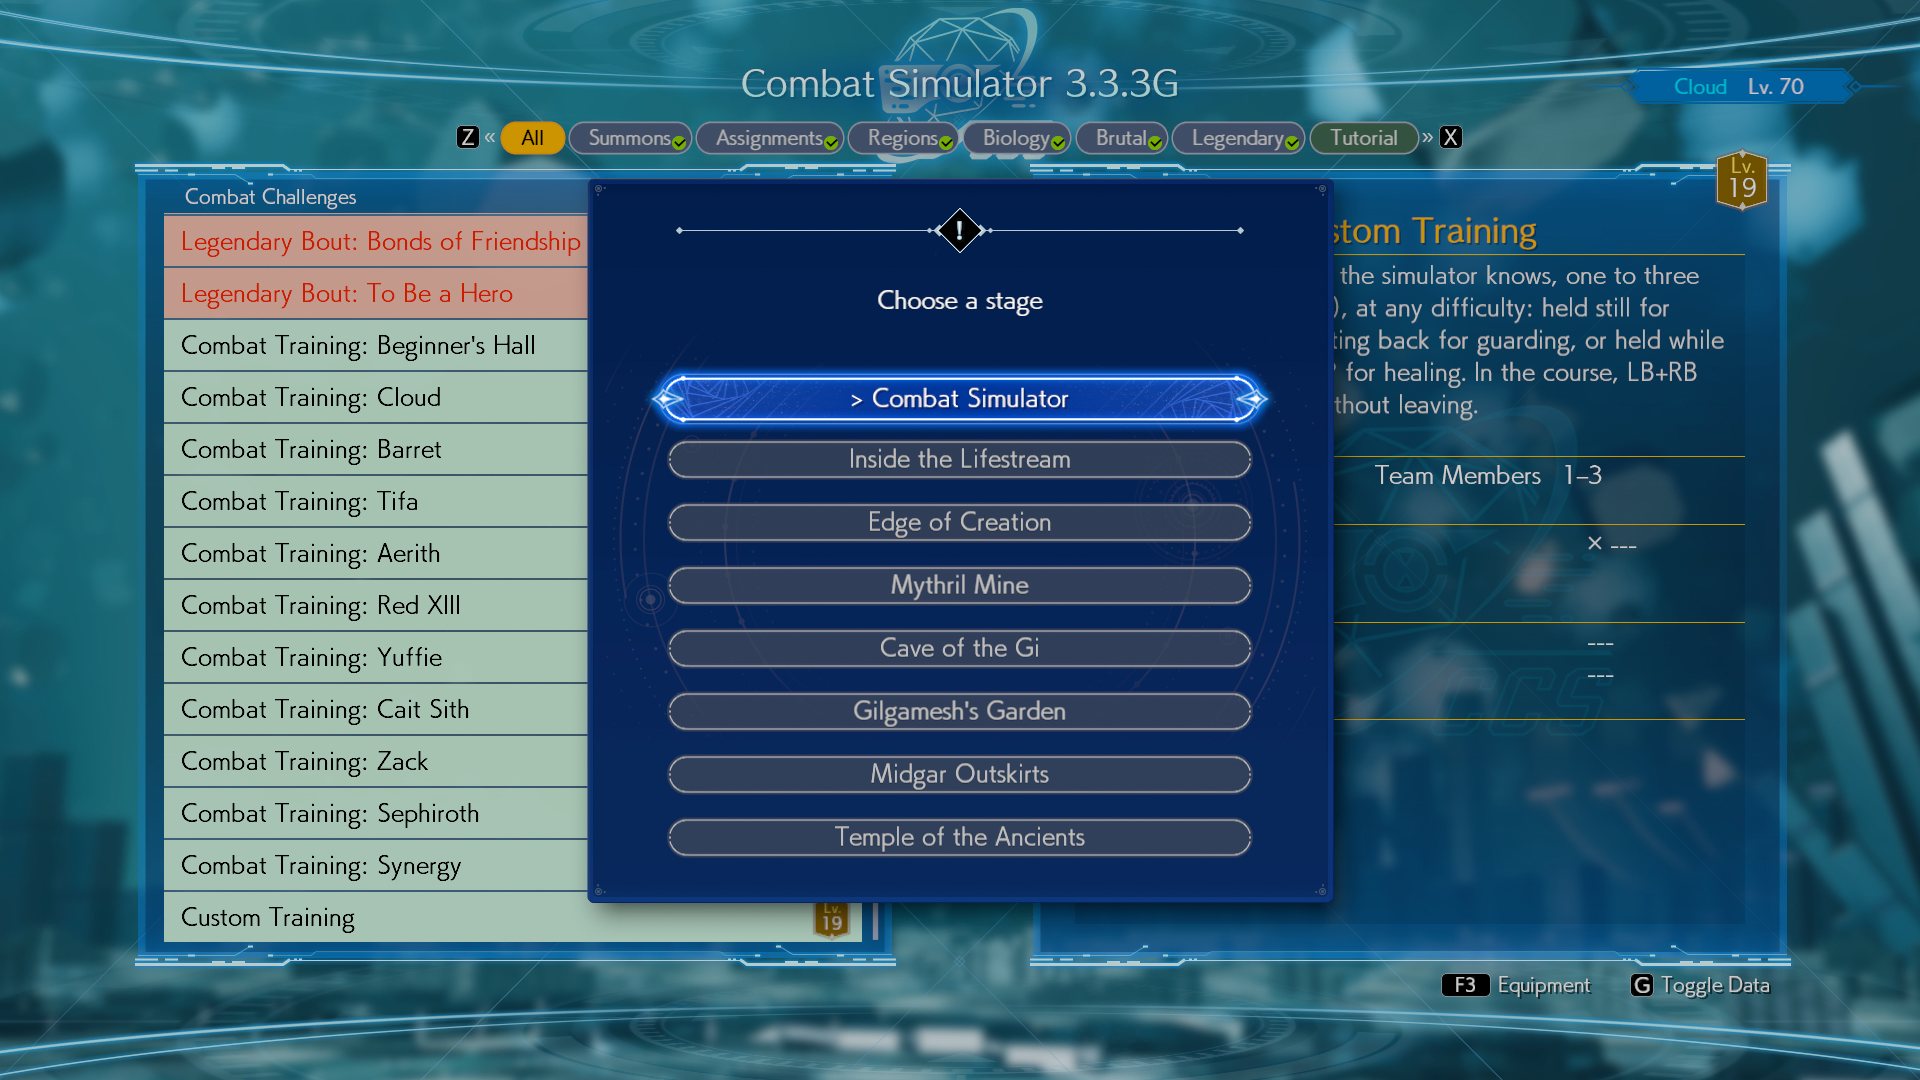 Combat Simulator 3.3.3G
Cloud Lv. 70
Z « All Summons Assignments Regions Biology Brutal Legendary Tutorial » X
Combat Challenges
Legendary Bout: Bonds of Friendship
Legendary Bout: To Be a Hero
Combat Training: Beginner's Hall
Combat Training: Cloud
Combat Training: Barret
Combat Training: Tifa
Combat Training: Aerith
Combat Training: Red XIII
Combat Training: Yuffie
Combat Training: Cait Sith
Combat Training: Zack
Combat Training: Sephiroth
Combat Training: Synergy
Custom Training
Lv.
19
!
Choose a stage
> Combat Simulator
Inside the Lifestream
Edge of Creation
Mythril Mine
Cave of the Gi
Gilgamesh's Garden
Midgar Outskirts
Temple of the Ancients
Lv.
19
stom Training
the simulator knows, one to three
), at any difficulty: held still for
ting back for guarding, or held while
for healing. In the course, LB+RB
thout leaving.
Team Members 1–3
× ---
---
---
CCS
F3 Equipment G Toggle Data